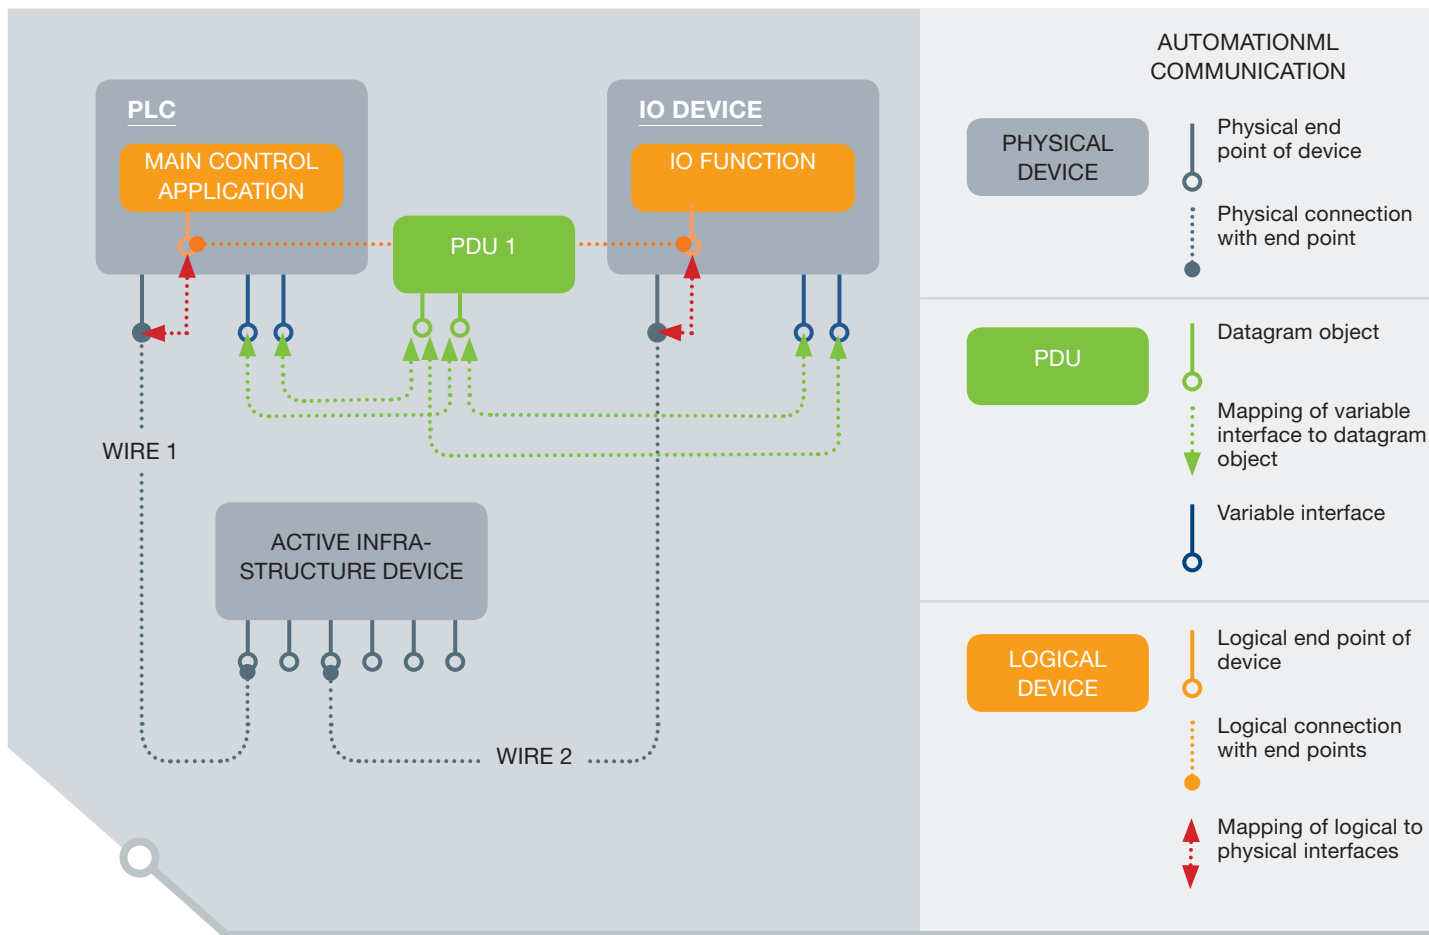 PLC
MAIN CONTROL
APPLICATION
IO DEVICE
IO FUNCTION
PDU 1
WIRE 1
ACTIVE INFRA-
STRUCTURE DEVICE
WIRE 2
AUTOMATIONML
COMMUNICATION
PHYSICAL
DEVICE
Physical end
point of device
Physical connection
with end point
PDU
Datagram object
Mapping of variable
interface to datagram
object
Variable interface
LOGICAL
DEVICE
Logical end point of
device
Logical connection
with end points
Mapping of logical to
physical interfaces